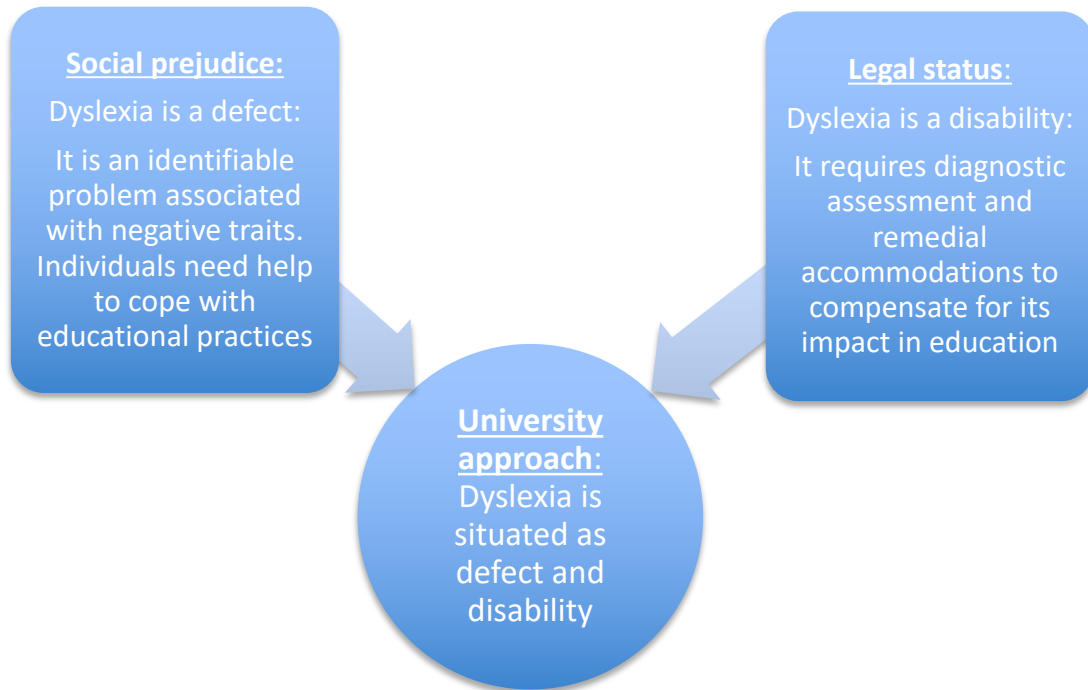 Social prejudice:
Dyslexia is a defect:
It is an identifiable
problem associated
with negative traits.
Individuals need help
to cope with
educational practices
Legal status:
Dyslexia is a disability:
It requires diagnostic
assessment and
remedial
accommodations to
compensate for its
impact in education
University
approach:
Dyslexia is
situated as
defect and
disability